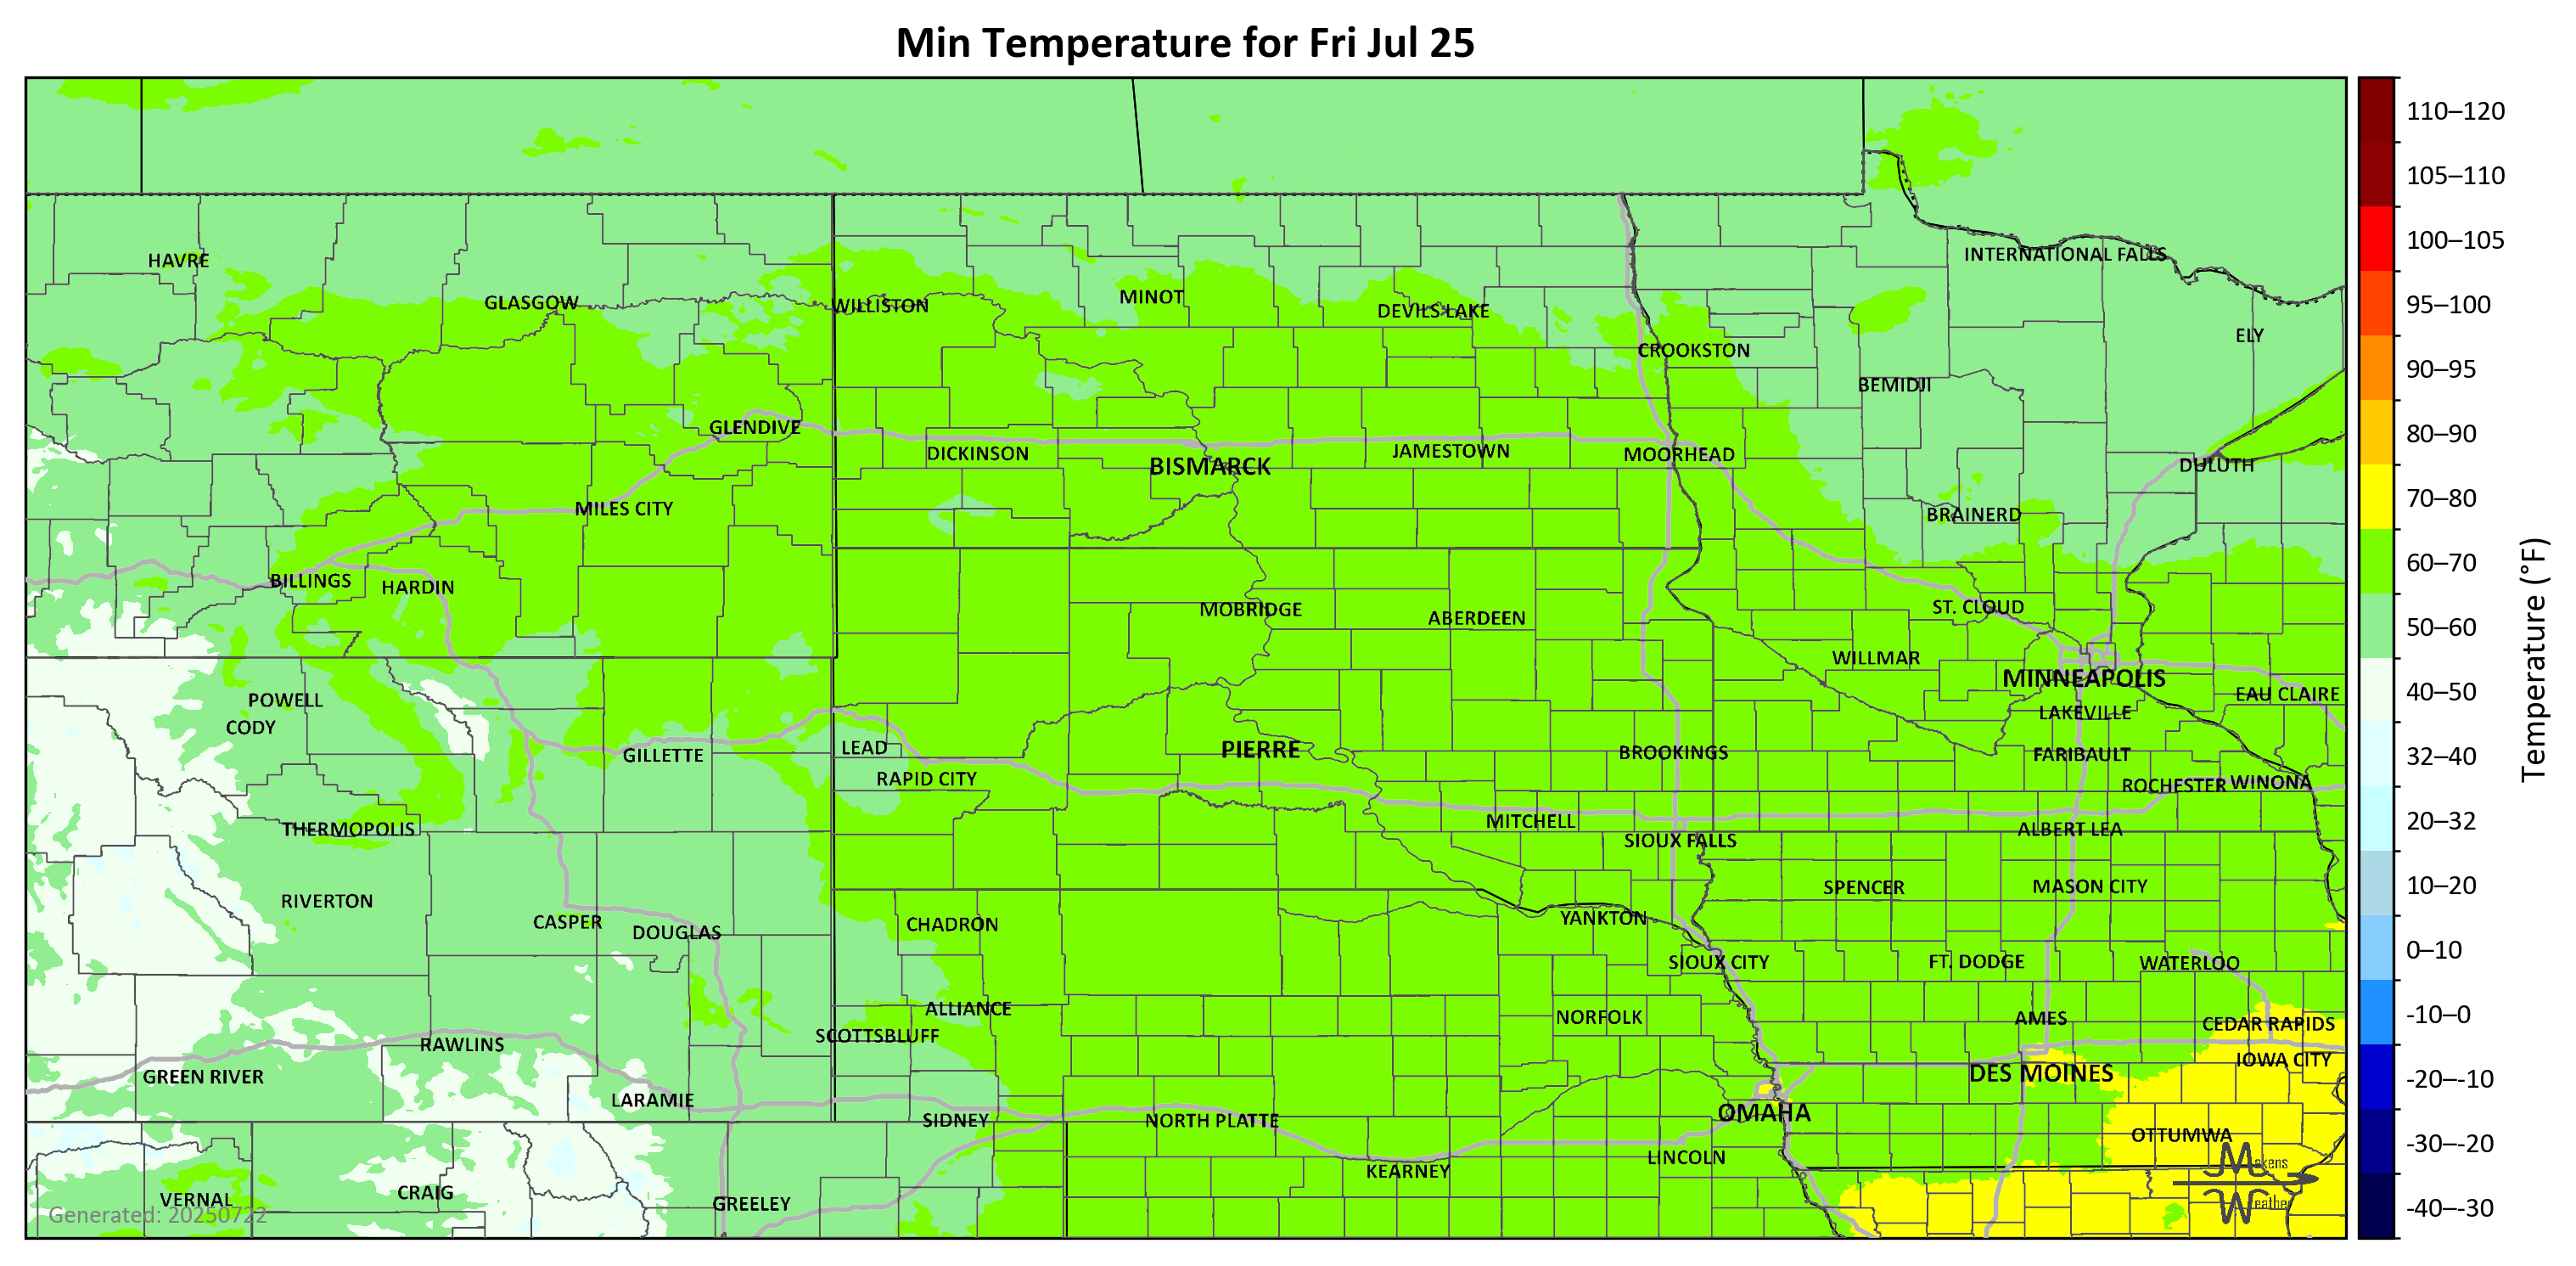 Min Temperature for Fri Jul 25
HAVRE
INTERNATIONAL FALLS
GLASGOW
WILLISTON
MINOT
DEVILS LAKE
ELY
CROOKSTON
BEMIDJI
GLENDIVE
DICKINSON
BISMARCK
JAMESTOWN
MOORHEAD
DULUTH
MILES CITY
BRAINERD
BILLINGS
HARDIN
MOBRIDGE
ABERDEEN
ST. CLOUD
WILLMAR
MINNEAPOLIS
EAU CLAIRE
POWELL
CODY
LAKEVILLE
GILLETTE
LEAD
PIERRE
BROOKINGS
FARIBAULT
RAPID CITY
ROCHESTER
WINONA
THERMOPOLIS
MITCHELL
SIOUX FALLS
ALBERT LEA
RIVERTON
SPENCER
MASON CITY
CASPER
DOUGLAS
CHADRON
YANKTON
SIOUX CITY
FT. DODGE
WATERLOO
ALLIANCE
SCOTTSBLUFF
NORFOLK
AMES
CEDAR RAPIDS
RAWLINS
IOWA CITY
GREEN RIVER
DES MOINES
LARAMIE
SIDNEY
NORTH PLATTE
OMAHA
OTTUMWA
LINCOLN
KEARNEY
VERNAL
CRAIG
GREELEY
Generated: 20250722
Makens
Weather
110–120
105–110
100–105
95–100
90–95
80–90
70–80
60–70
50–60
40–50
32–40
20–32
10–20
0–10
-10–0
-20–-10
-30–-20
-40–-30
Temperature (°F)